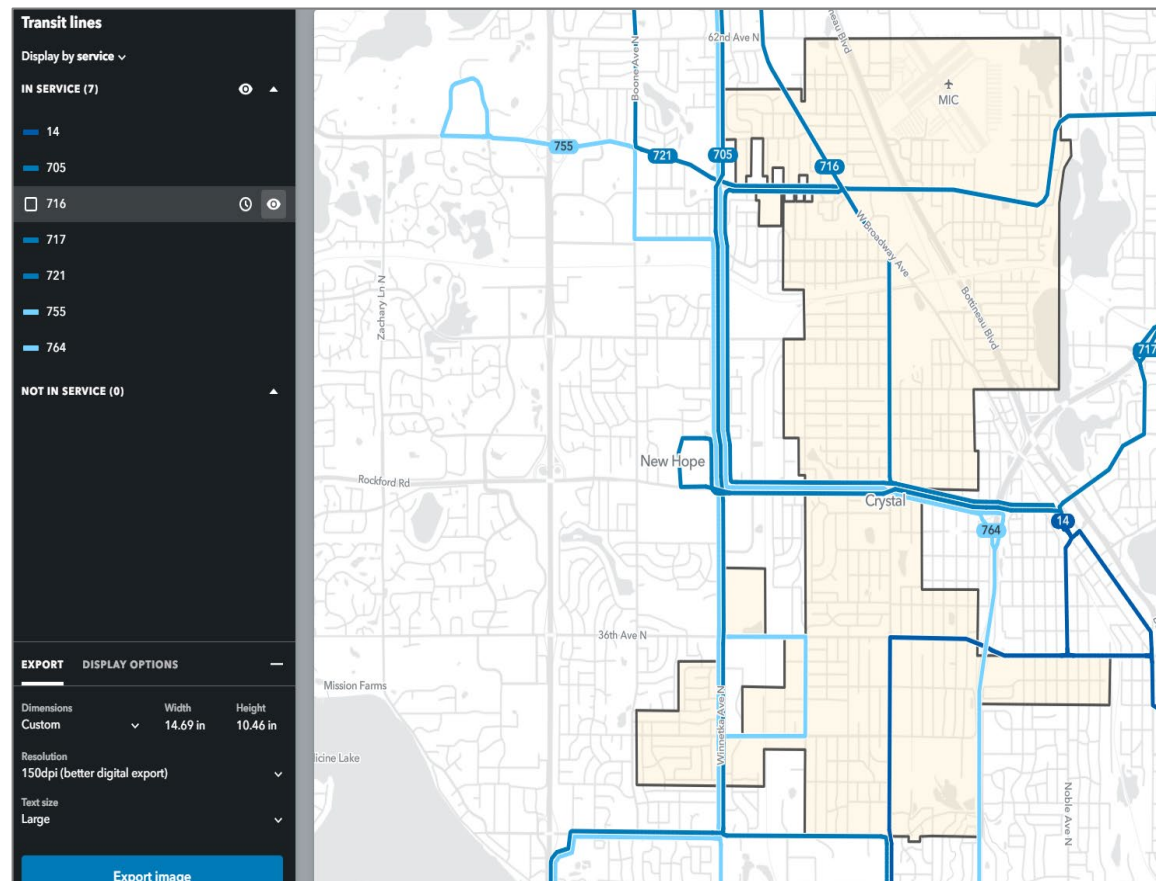 Transit lines
Display by service
IN SERVICE (7)
14
705
716
717
721
755
764
NOT IN SERVICE (0)
EXPORT DISPLAY OPTIONS
Dimensions Width Height
Custom 14.69 in 10.46 in
Resolution
150dpi (better digital export)
Text size
Large
Export image
62nd Ave N
Boone Ave N
MIC
755
721
705
716
W Broadway Ave
Zachary Ln N
Bottineau Blvd
717
New Hope
Rockford Rd
Crystal
764
14
36th Ave N
Mission Farms
Winnetka Ave N
Lake
Noble Ave N